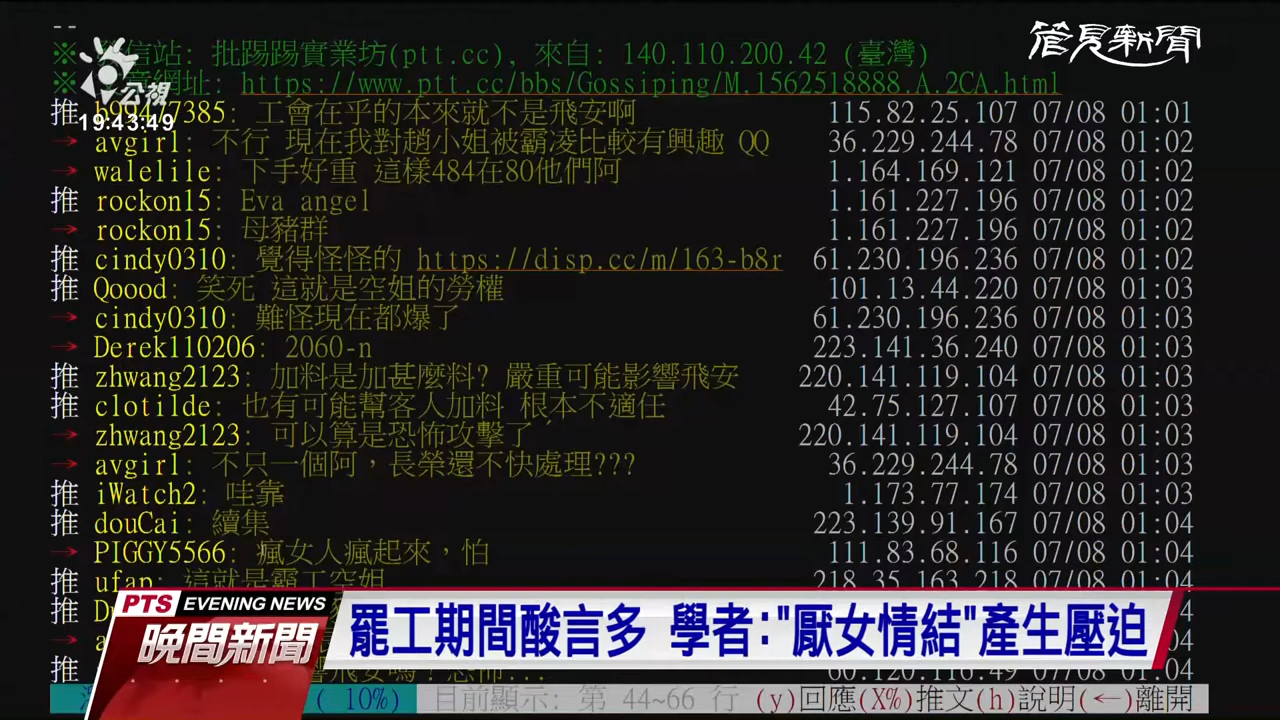 --
※ 信站: 批踢踢實業坊(ptt.cc), 來自: 140.110.200.42 (臺灣)
※ 網址: https://www.ptt.cc/bbs/Gossiping/M.1562518888.A.2CA.html
管見新聞
公視
19:43:49
推 7385: 工會在乎的本來就不是飛安啊 115.82.25.107 07/08 01:01
→ avgirl: 不行 現在我對趙小姐被霸凌比較有興趣 QQ 36.229.244.78 07/08 01:02
→ walelile: 下手好重 這樣484在80他們阿 1.164.169.121 07/08 01:02
推 rockon15: Eva angel 1.161.227.196 07/08 01:02
→ rockon15: 母豬群 1.161.227.196 07/08 01:02
推 cindy0310: 覺得怪怪的 https://disp.cc/m/163-b8r 61.230.196.236 07/08 01:02
推 Qoood: 笑死 這就是空姐的勞權 101.13.44.220 07/08 01:03
→ cindy0310: 難怪現在都爆了 61.230.196.236 07/08 01:03
→ Derek110206: 2060-n 223.141.36.240 07/08 01:03
推 zhwang2123: 加料是加甚麼料? 嚴重可能影響飛安 220.141.119.104 07/08 01:03
推 clotilde: 也有可能幫客人加料 根本不適任 42.75.127.107 07/08 01:03
→ zhwang2123: 可以算是恐怖攻擊了 220.141.119.104 07/08 01:03
→ avgirl: 不只一個阿，長榮還不快處理??? 36.229.244.78 07/08 01:03
推 iWatch2: 哇靠 1.173.77.174 07/08 01:03
推 douCai: 續集 223.139.91.167 07/08 01:04
→ PIGGY5566: 瘋女人瘋起來，怕 111.83.68.116 07/08 01:04
推 ufap: 這就是霸工空姐 218.35.163.218 07/08 01:04
推
→
推 60.120.116.49 07/08 01:04
PTS EVENING NEWS
晚間新聞
罷工期間酸言多 學者:"厭女情結"產生壓迫
( 10%) 目前顯示: 第 44~66 行 (y)回應(X%)推文(h)說明(←)離開